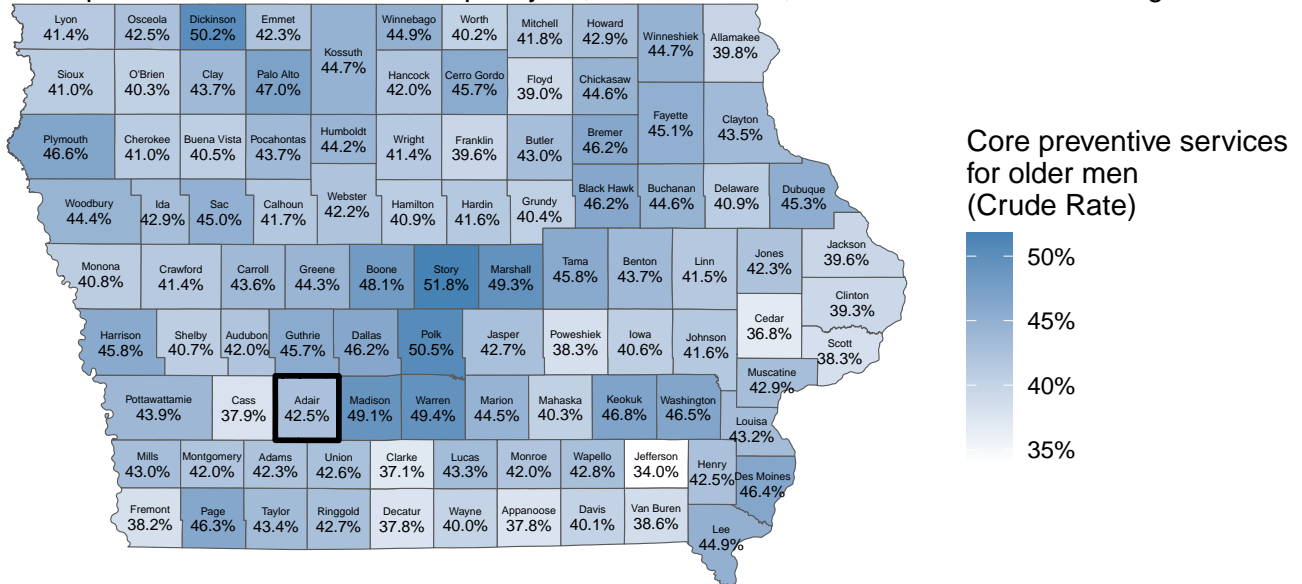 Lyon
41.4%
Osceola
42.5%
Dickinson
50.2%
Emmet
42.3%
Kossuth
44.7%
Winnebago
44.9%
Worth
40.2%
Mitchell
41.8%
Howard
42.9%
Winneshiek
44.7%
Allamakee
39.8%
Sioux
41.0%
O'Brien
40.3%
Clay
43.7%
Palo Alto
47.0%
Hancock
42.0%
Cerro Gordo
45.7%
Floyd
39.0%
Chickasaw
44.6%
Fayette
45.1%
Clayton
43.5%
Plymouth
46.6%
Cherokee
41.0%
Buena Vista
40.5%
Pocahontas
43.7%
Humboldt
44.2%
Wright
41.4%
Franklin
39.6%
Butler
43.0%
Bremer
46.2%
Woodbury
44.4%
Ida
42.9%
Sac
45.0%
Calhoun
41.7%
Webster
42.2%
Hamilton
40.9%
Hardin
41.6%
Grundy
40.4%
Black Hawk
46.2%
Buchanan
44.6%
Delaware
40.9%
Dubuque
45.3%
Monona
40.8%
Crawford
41.4%
Carroll
43.6%
Greene
44.3%
Boone
48.1%
Story
51.8%
Marshall
49.3%
Tama
45.8%
Benton
43.7%
Linn
41.5%
Jones
42.3%
Jackson
39.6%
Clinton
39.3%
Harrison
45.8%
Shelby
40.7%
Audubon
42.0%
Guthrie
45.7%
Dallas
46.2%
Polk
50.5%
Jasper
42.7%
Poweshiek
38.3%
Iowa
40.6%
Johnson
41.6%
Cedar
36.8%
Scott
38.3%
Muscatine
42.9%
Pottawattamie
43.9%
Cass
37.9%
Adair
42.5%
Madison
49.1%
Warren
49.4%
Marion
44.5%
Mahaska
40.3%
Keokuk
46.8%
Washington
46.5%
Louisa
43.2%
Mills
43.0%
Montgomery
42.0%
Adams
42.3%
Union
42.6%
Clarke
37.1%
Lucas
43.3%
Monroe
42.0%
Wapello
42.8%
Jefferson
34.0%
Henry
42.5%
Des Moines
46.4%
Fremont
38.2%
Page
46.3%
Taylor
43.4%
Ringgold
42.7%
Decatur
37.8%
Wayne
40.0%
Appanoose
37.8%
Davis
40.1%
Van Buren
38.6%
Lee
44.9%
Core preventive services
for older men
(Crude Rate)
50%
45%
40%
35%